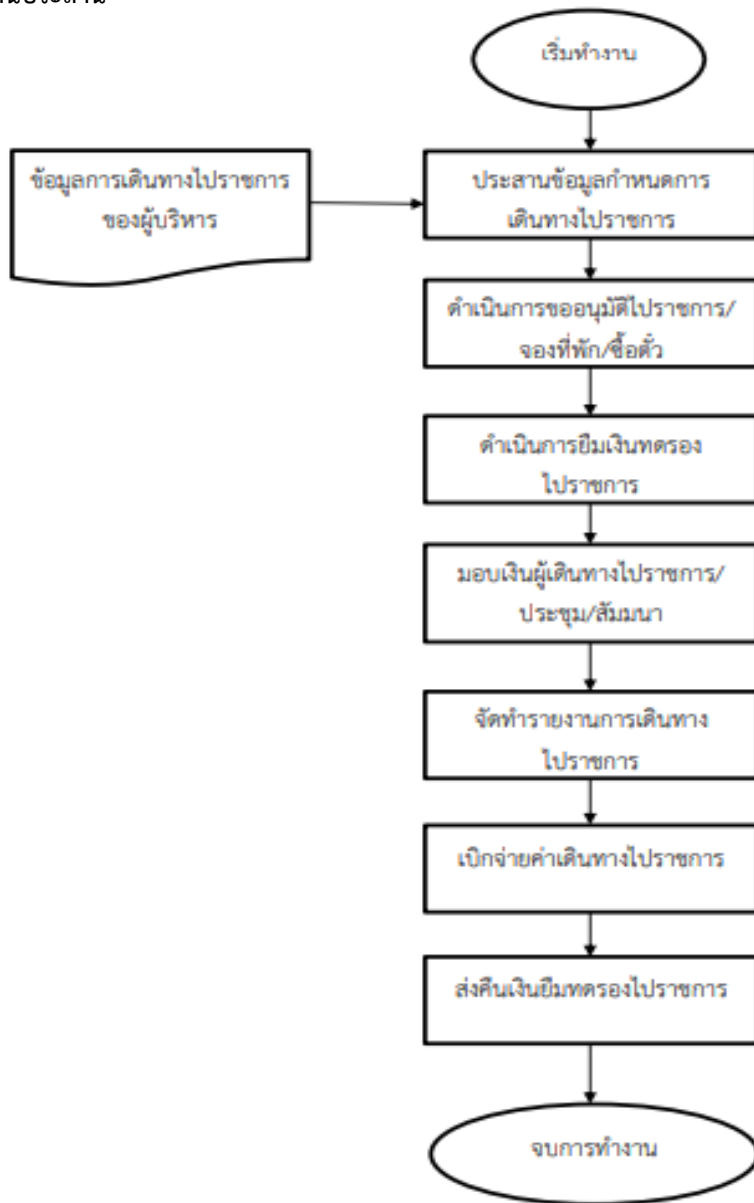 เริ่มทำงาน
ข้อมูลการเดินทางไปราชการ
ของผู้บริหาร
ประสานข้อมูลกำหนดการ
เดินทางไปราชการ
ดำเนินการขออนุมัติไปราชการ/
จองที่พัก/ซื้อตั๋ว
ดำเนินการยืมเงินทดรอง
ไปราชการ
มอบเงินผู้เดินทางไปราชการ/
ประชุม/สัมมนา
จัดทำรายงานการเดินทาง
ไปราชการ
เบิกจ่ายค่าเดินทางไปราชการ
ส่งคืนเงินยืมทดรองไปราชการ
จบการทำงาน